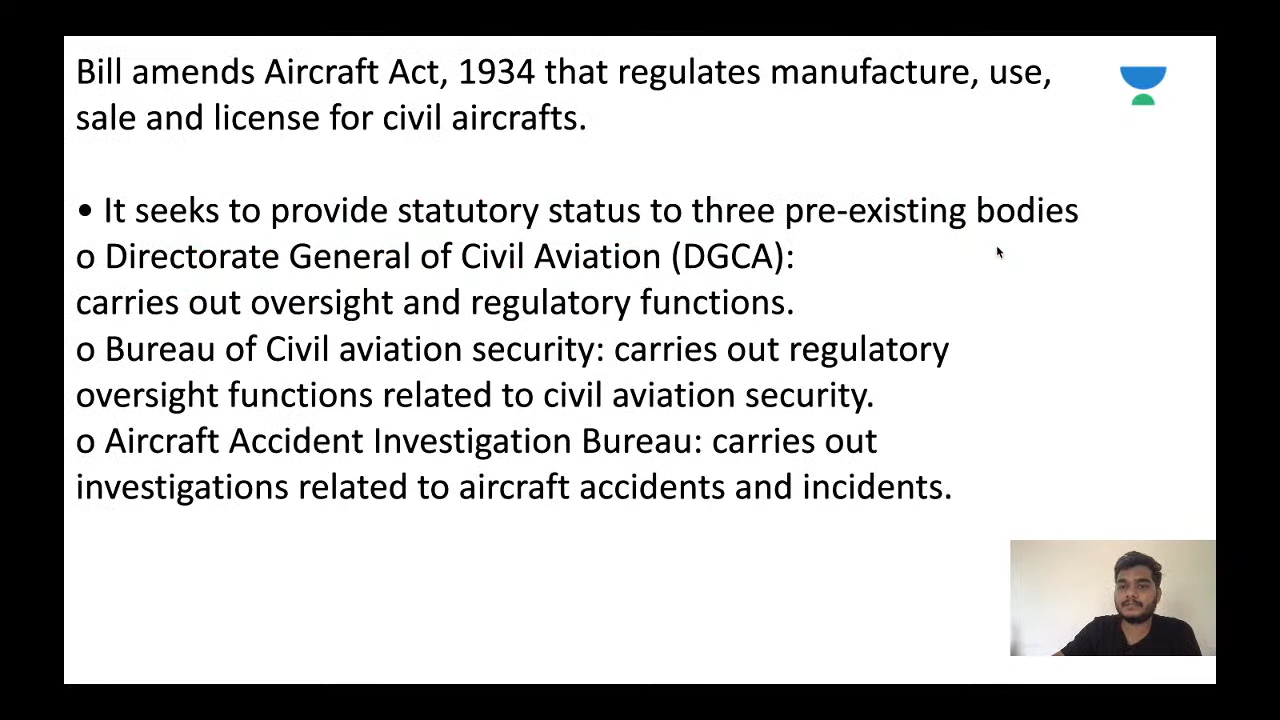 Bill amends Aircraft Act, 1934 that regulates manufacture, use,
sale and license for civil aircrafts.
• It seeks to provide statutory status to three pre-existing bodies
o Directorate General of Civil Aviation (DGCA):
carries out oversight and regulatory functions.
o Bureau of Civil aviation security: carries out regulatory
oversight functions related to civil aviation security.
o Aircraft Accident Investigation Bureau: carries out
investigations related to aircraft accidents and incidents.